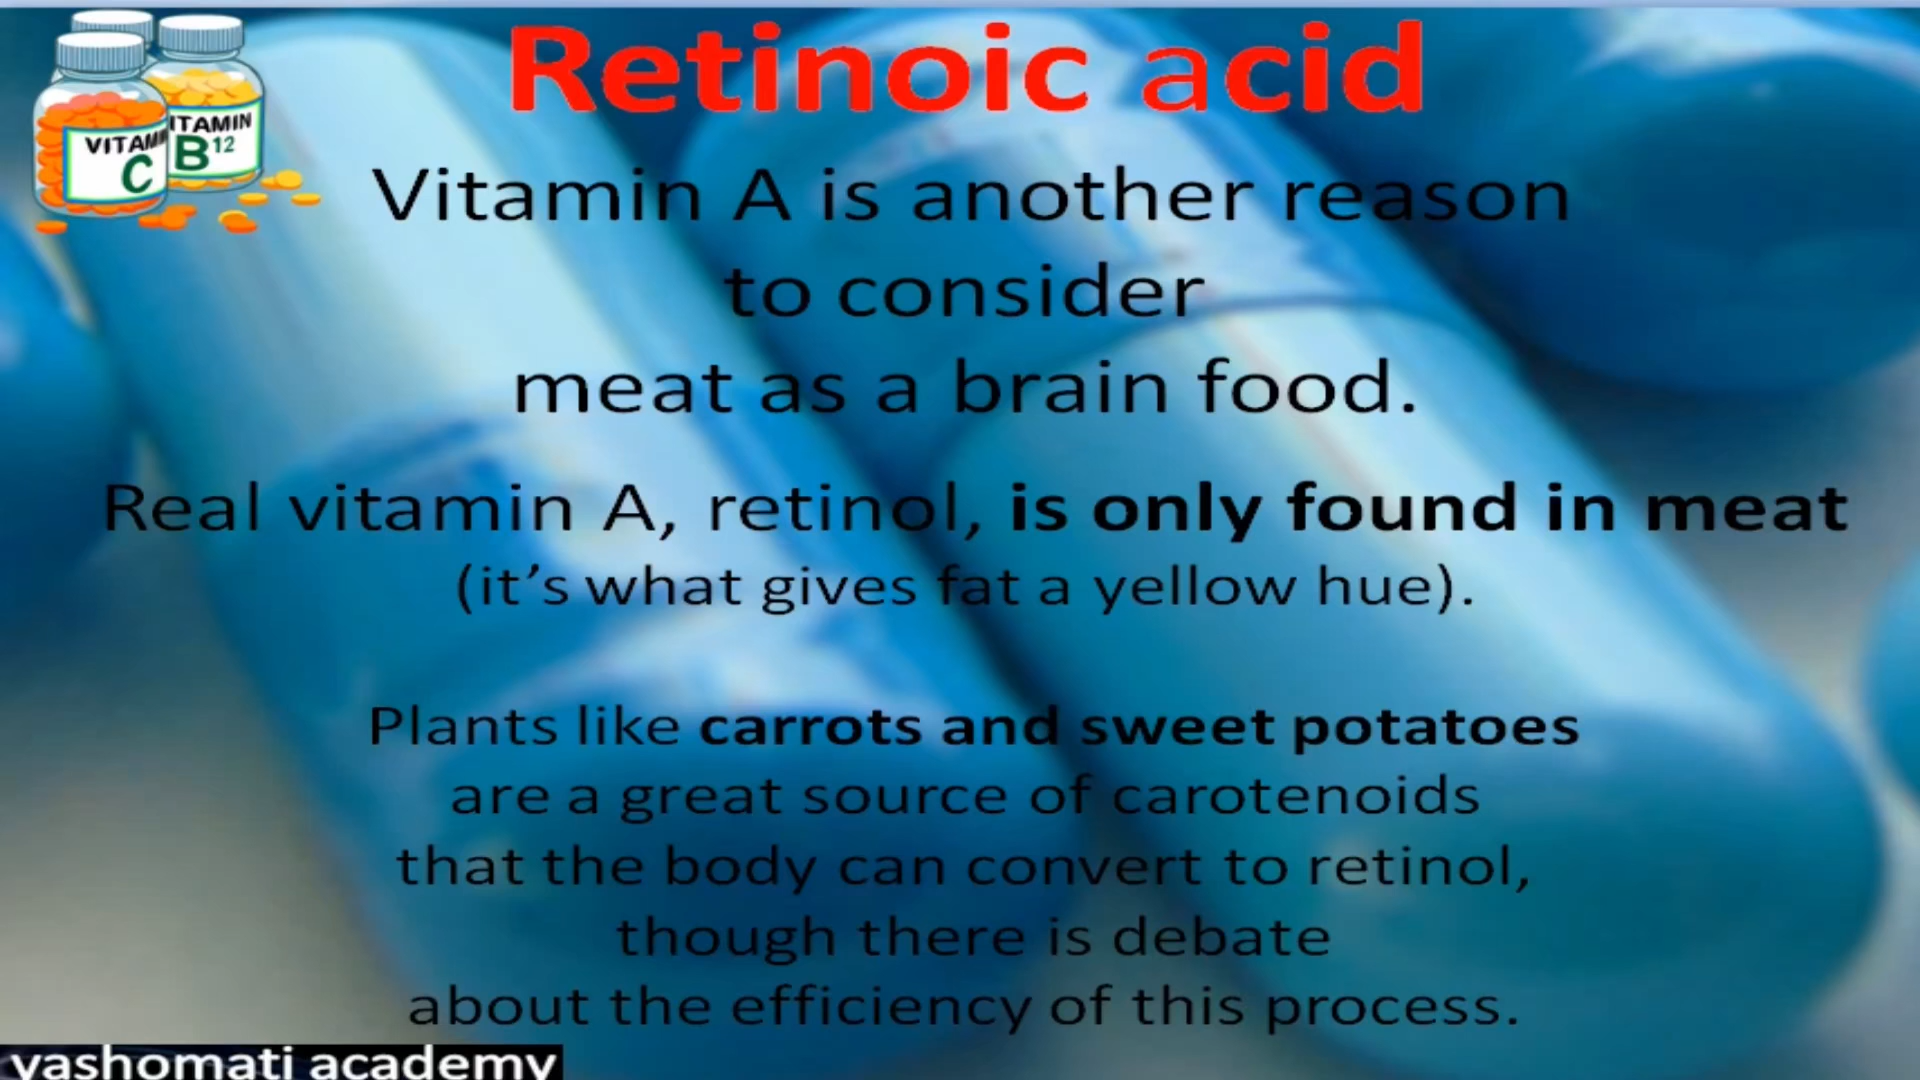 Retinoic acid
VITAM
C
ITAMIN
B12
Vitamin A is another reason
to consider
meat as a brain food.
Real vitamin A, retinol, is only found in meat
(it’s what gives fat a yellow hue).
Plants like carrots and sweet potatoes
are a great source of carotenoids
that the body can convert to retinol,
though there is debate
about the efficiency of this process.
yashomati academy